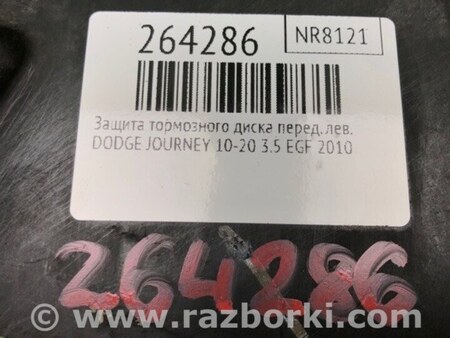 264286
NR8121
Защита тормозного диска перед. лев.
DODGE JOURNEY 10-20 3.5 EGF 2010
264286
© www.razborki.com